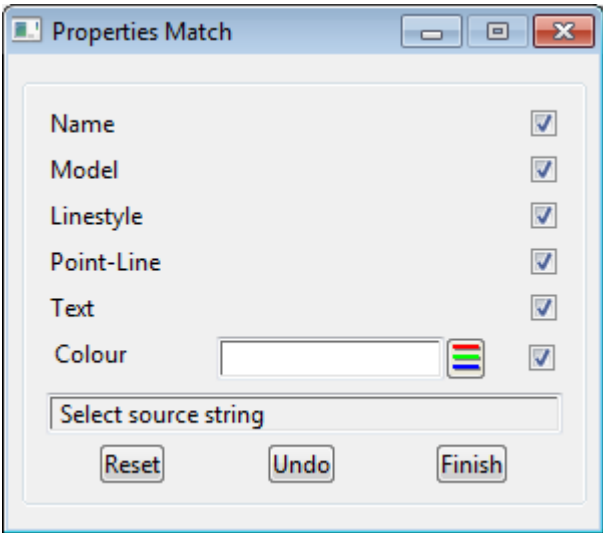 Properties Match
Name
Model
Linestyle
Point-Line
Text
Colour
Select source string
Reset Undo Finish